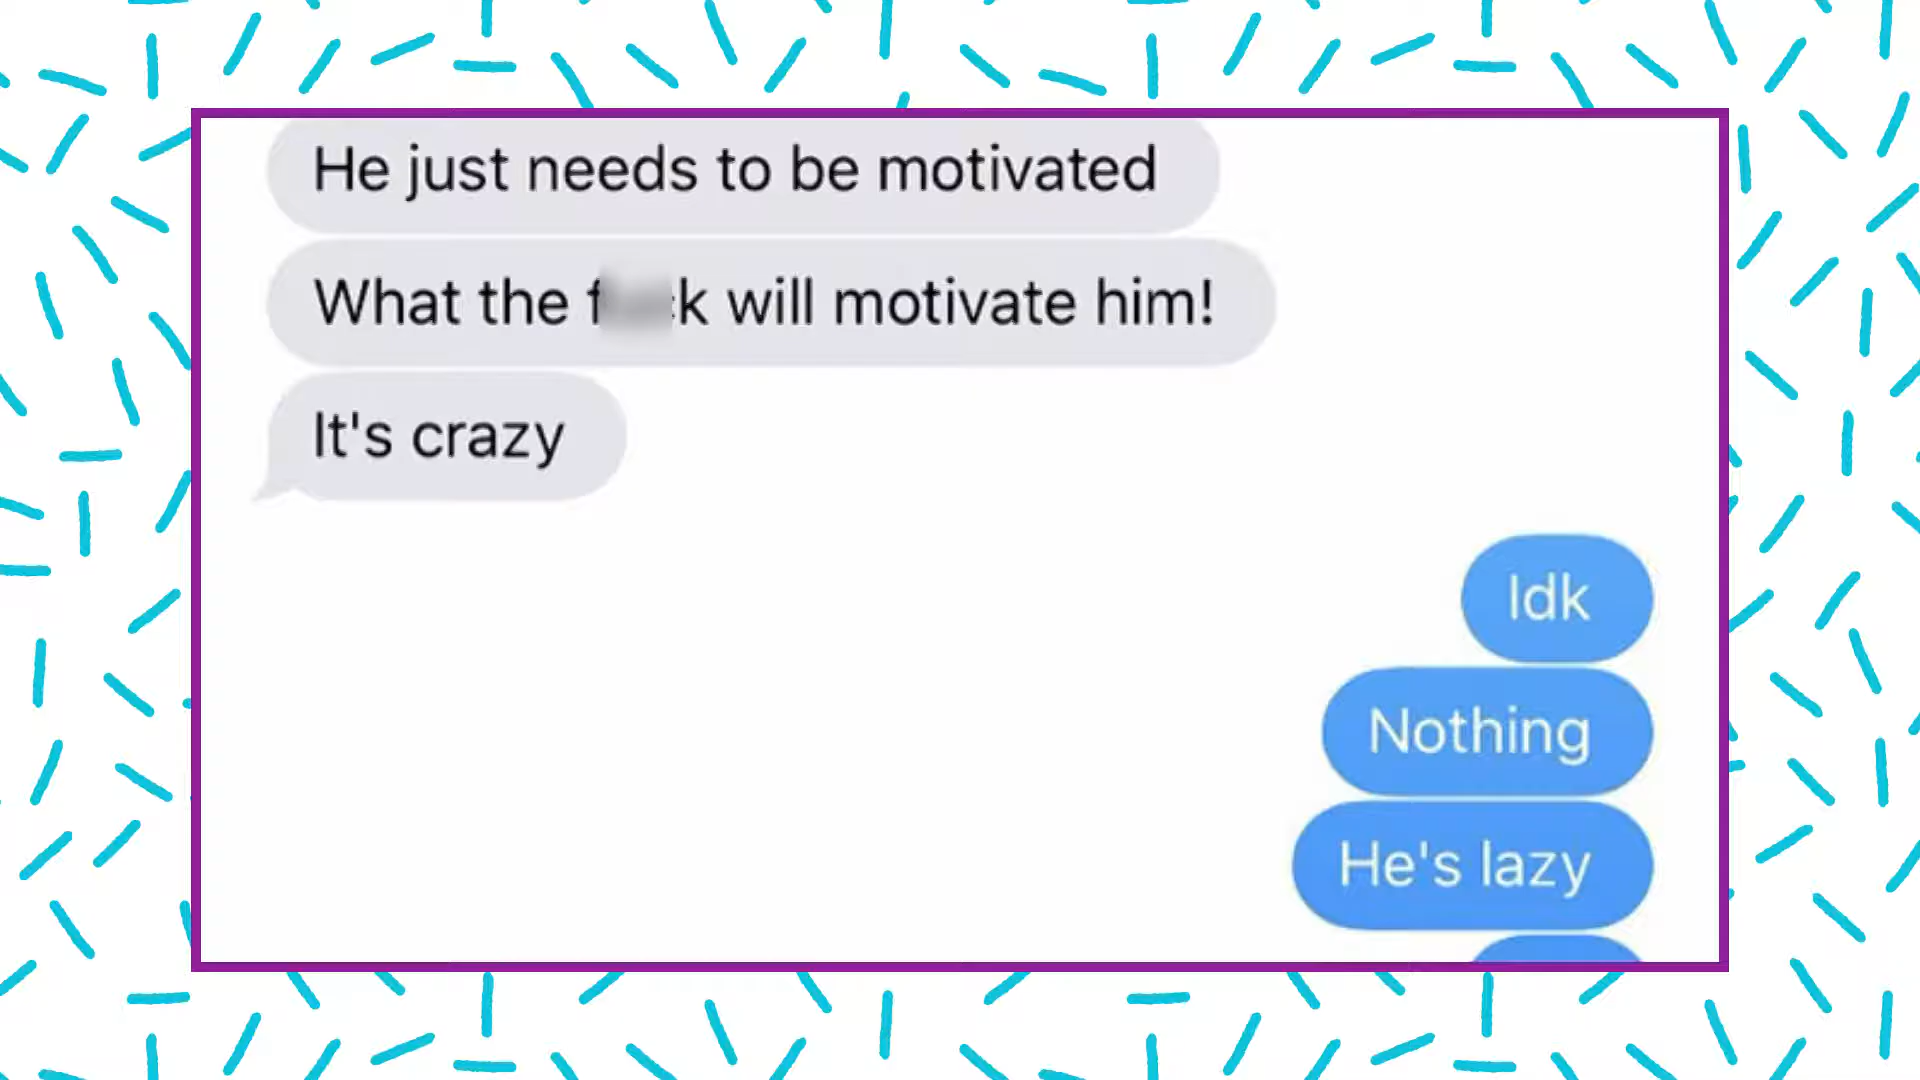 He just needs to be motivated
What the f k will motivate him!
It's crazy
Idk
Nothing
He's lazy